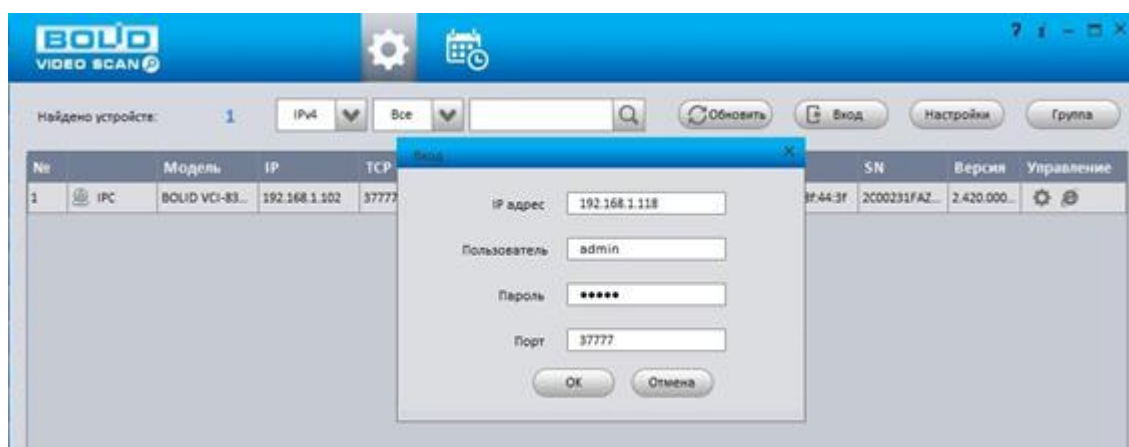 BOLID
VIDEO SCAN
? i
Найдено устройств: 1 IPv4 Все Обновить Вход Настройки Группа
№ Модель IP TCP SN Версия Управление
Вход
1 IPC BOLID VCI-83... 192.168.1.102 37777 2.420.000...
IP адрес 192.168.1.118
Пользователь admin
Пароль •••••
Порт 37777
OK Отмена